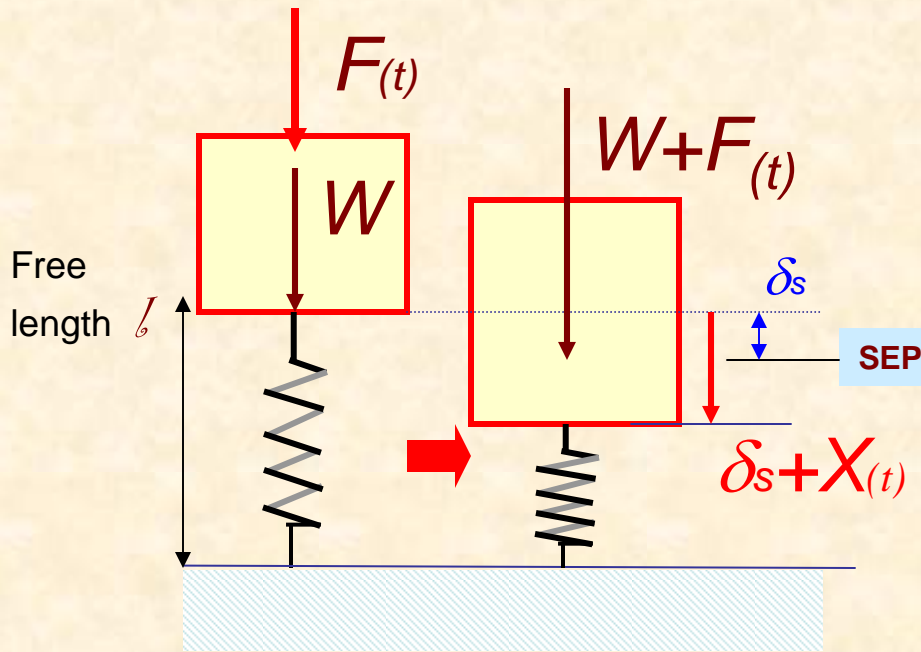 F(t)
W
W+F(t)
Free
length l
δs
SEP
δs+X(t)